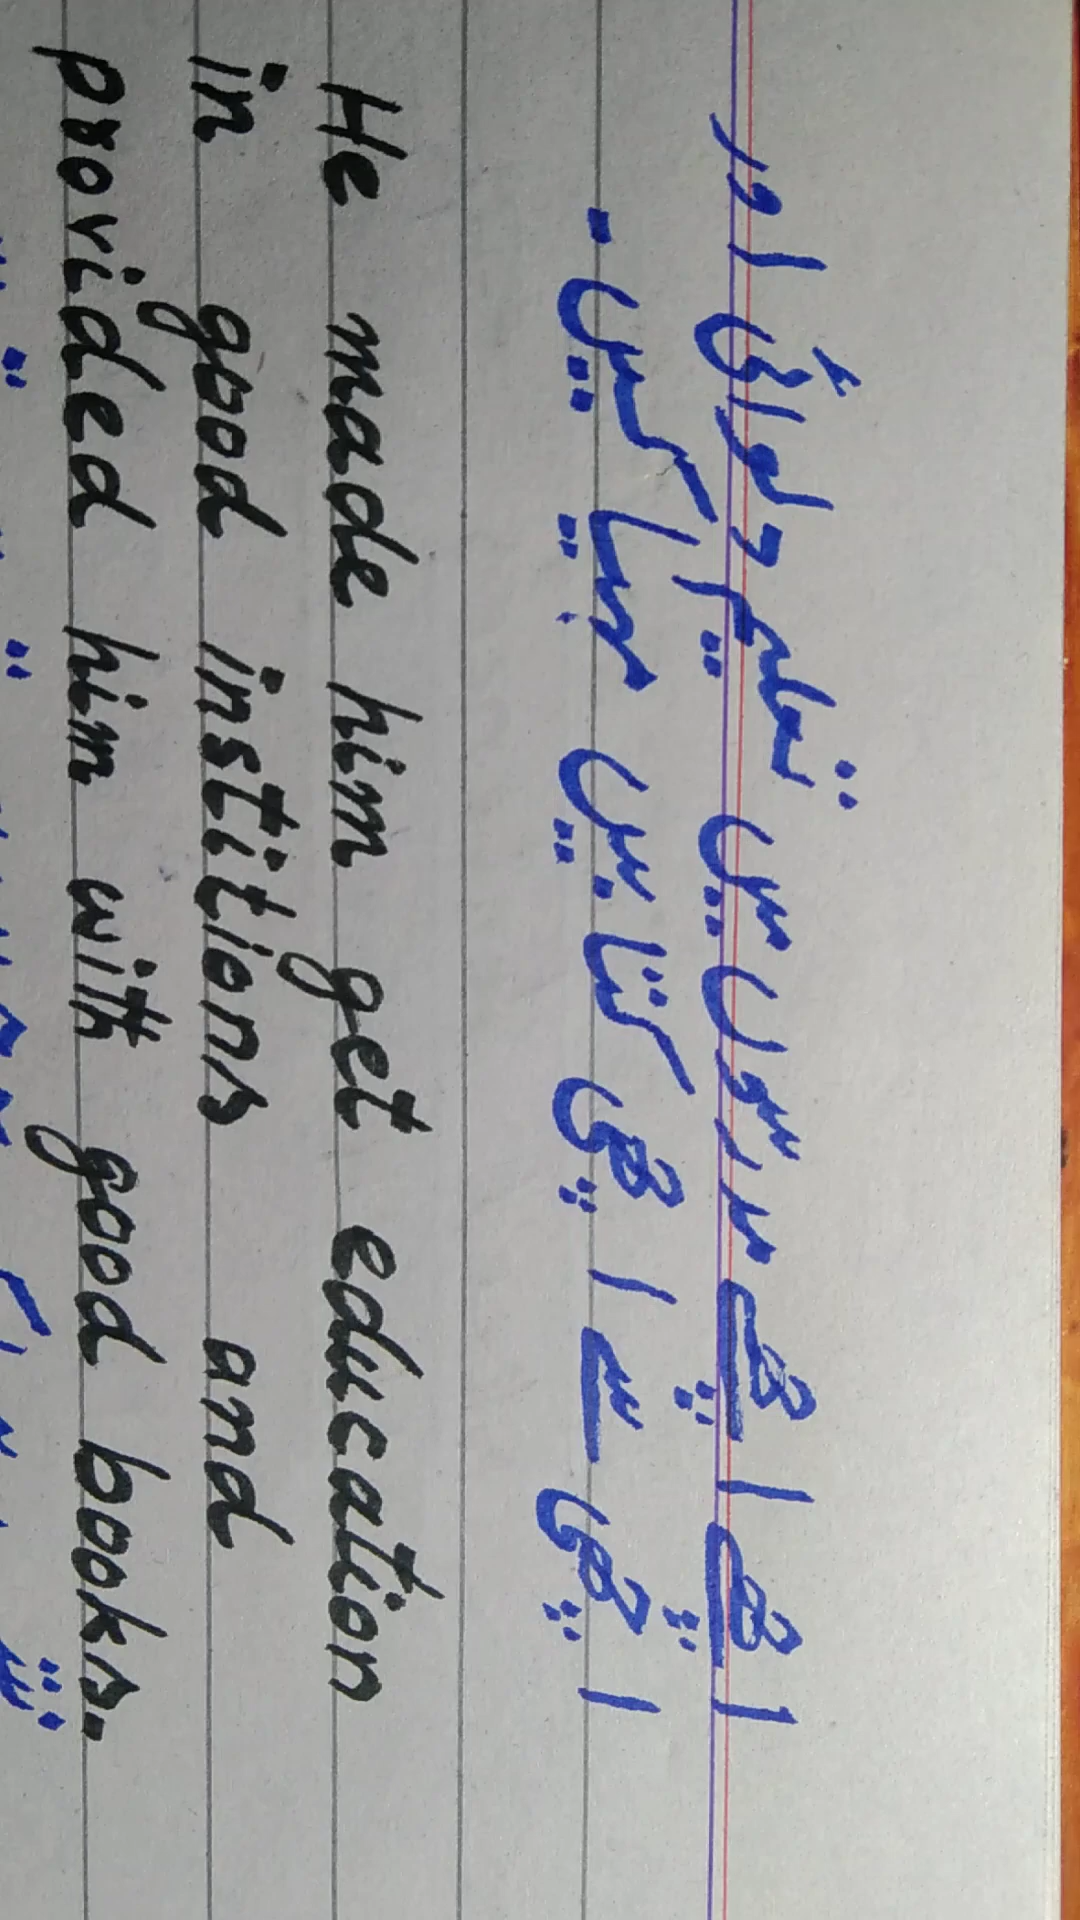 اچھے اچھے مدرسوں میں تعلیم دلوائی اور
اچھی سے اچھی کتابیں مہیا کیں۔
He made him get education
in good institions and
provided him with good books.